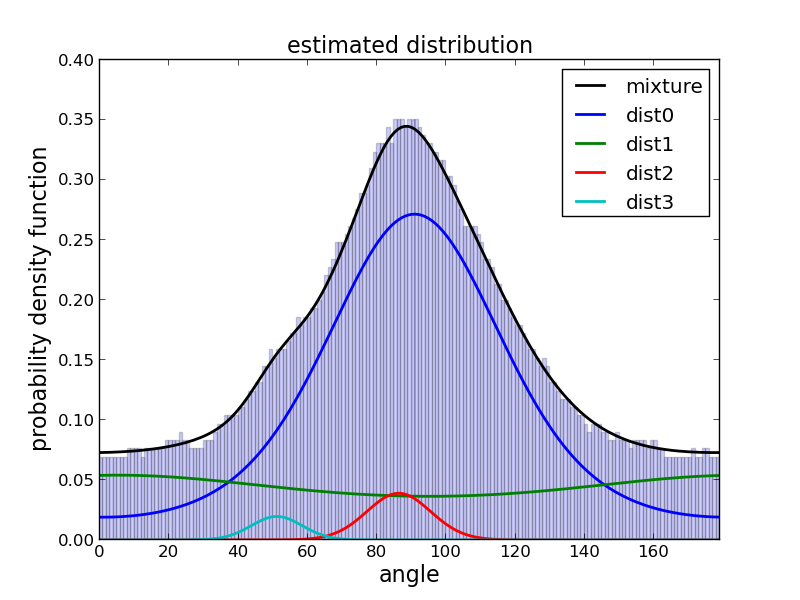 estimated distribution
0.40
0.35
0.30
0.25
0.20
0.15
0.10
0.05
0.00
probability density function
mixture
dist0
dist1
dist2
dist3
0 20 40 60 80 100 120 140 160
angle